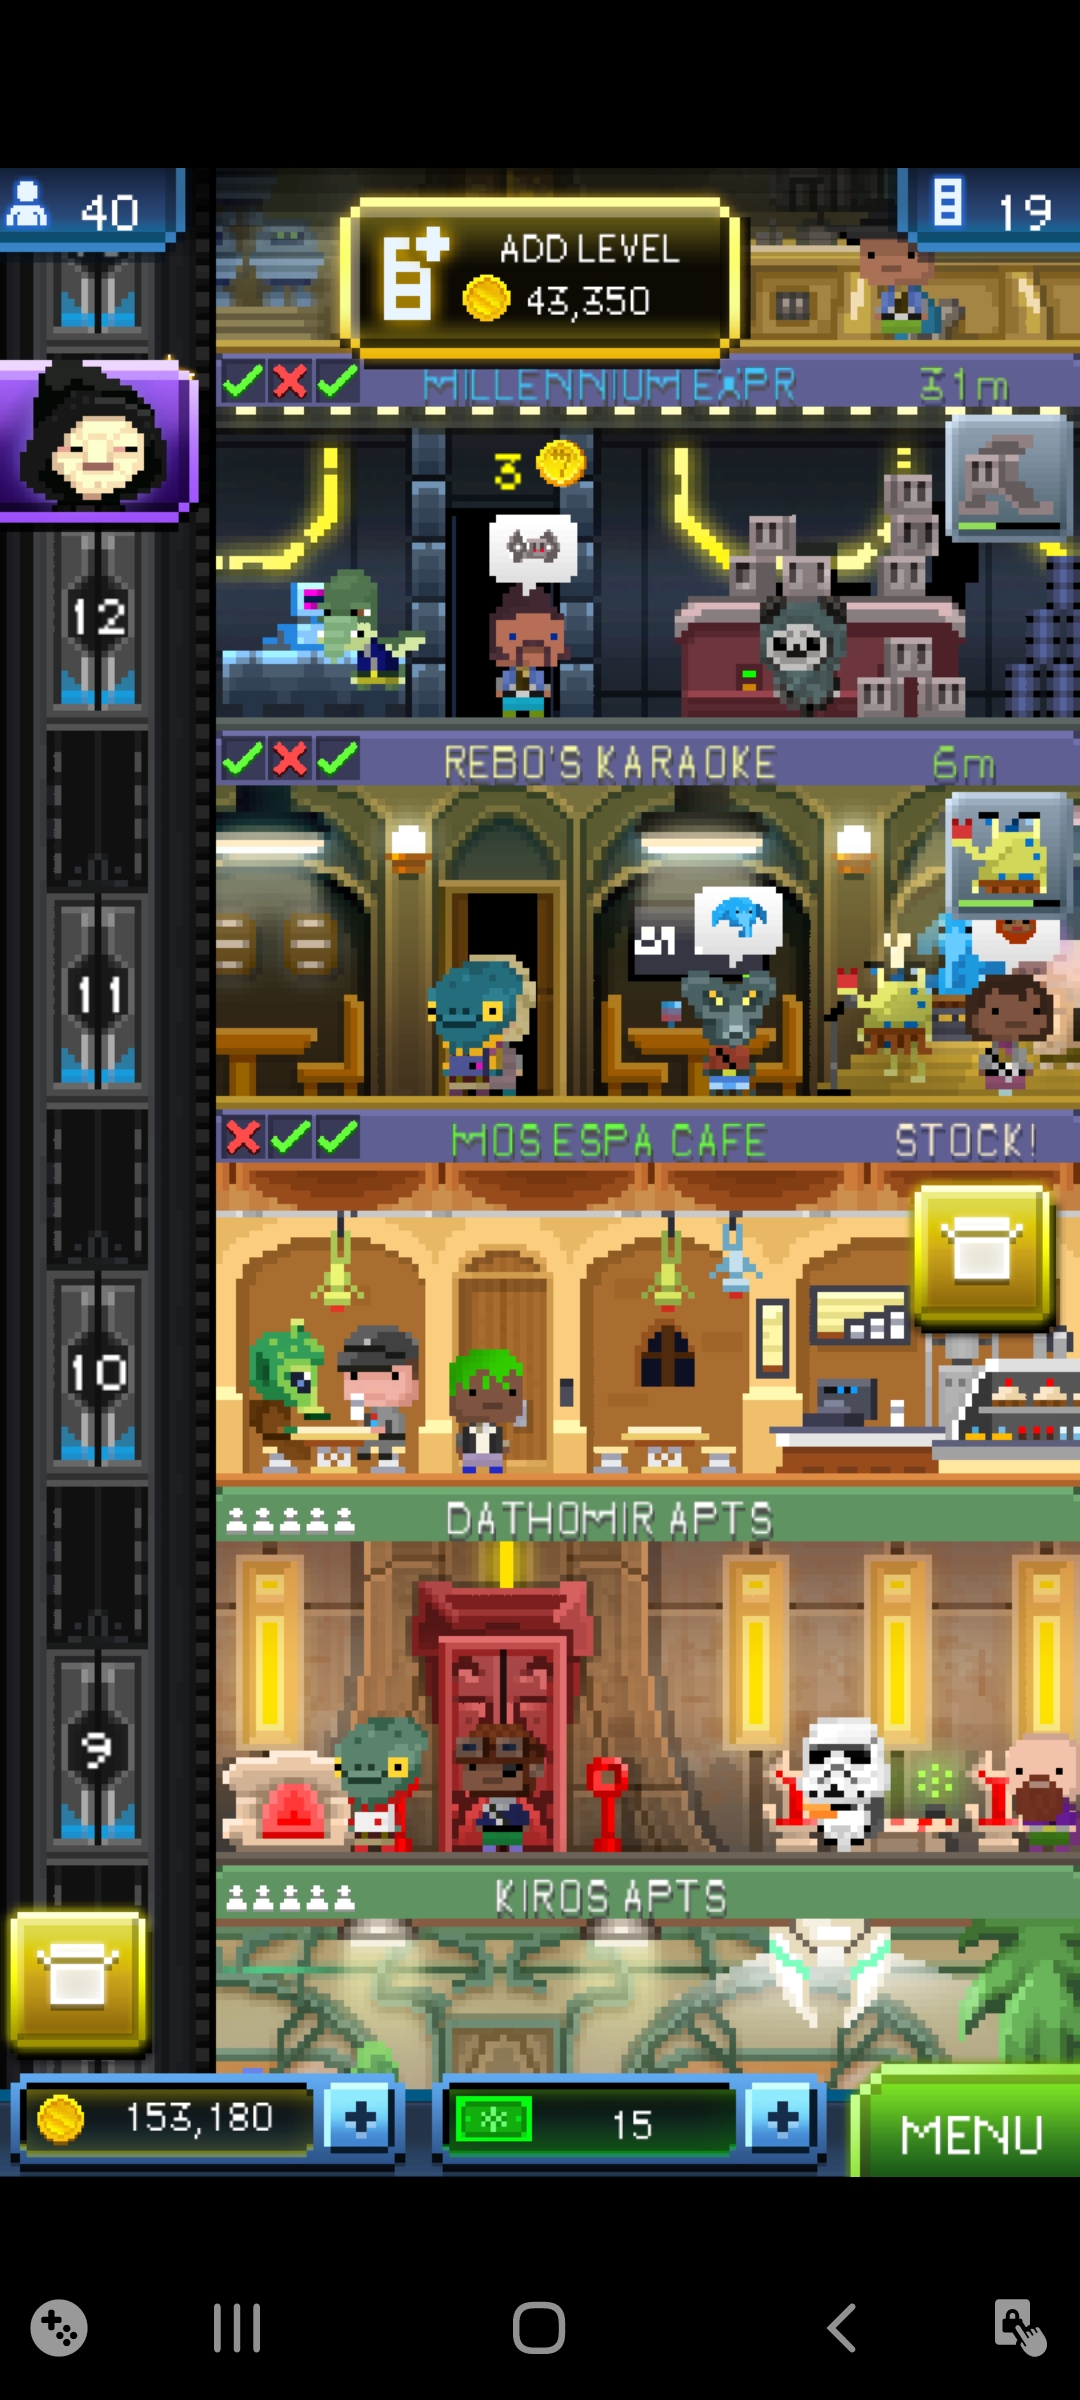 40
ADD LEVEL
43,350
19
MILLENNIUM EXPR
31m
3
12
REBO'S KARAOKE
6m
5
11
MOS ESPA CAFE
STOCK!
10
DATHOMIR APTS
9
KIROS APTS
153,180
15
MENU